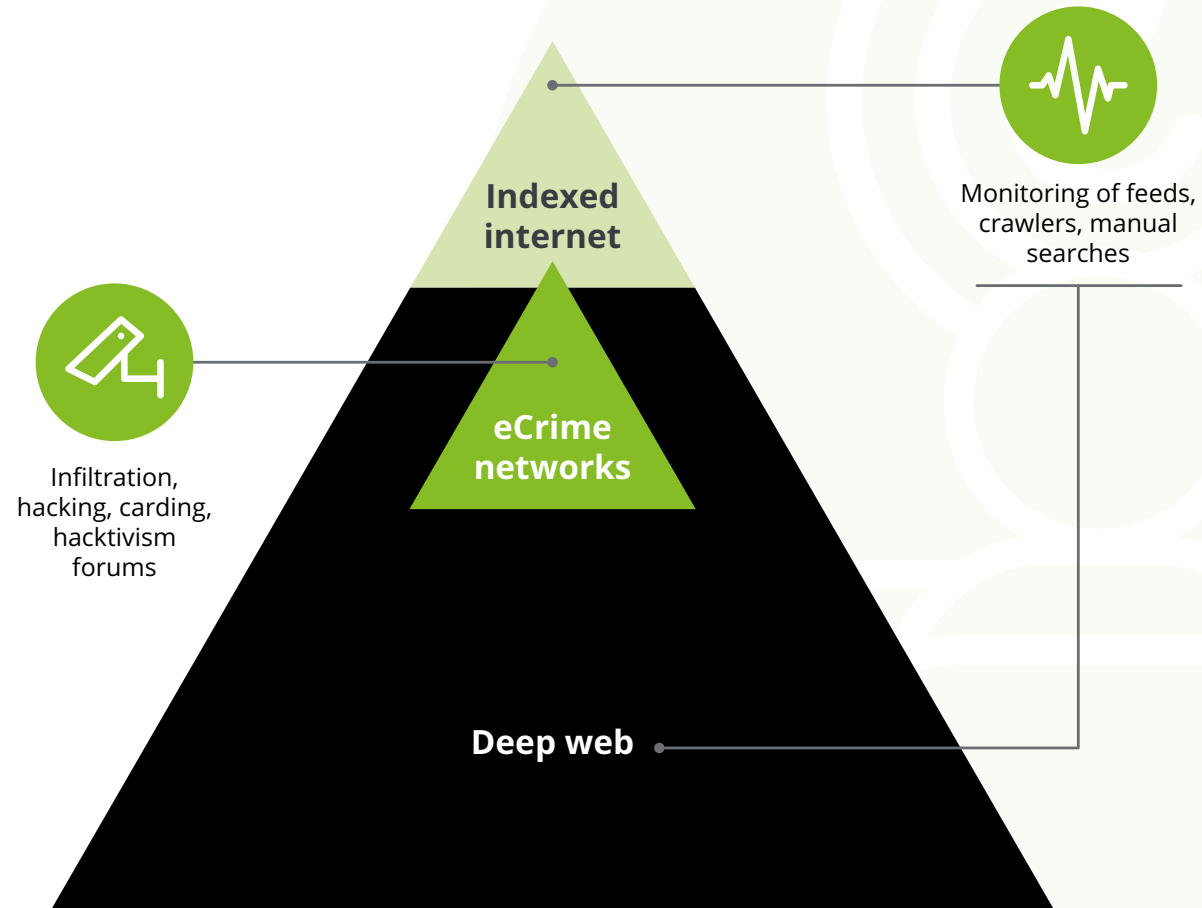 Indexed
internet
Monitoring of feeds,
crawlers, manual
searches
eCrime
networks
Infiltration,
hacking, carding,
hacktivism
forums
Deep web